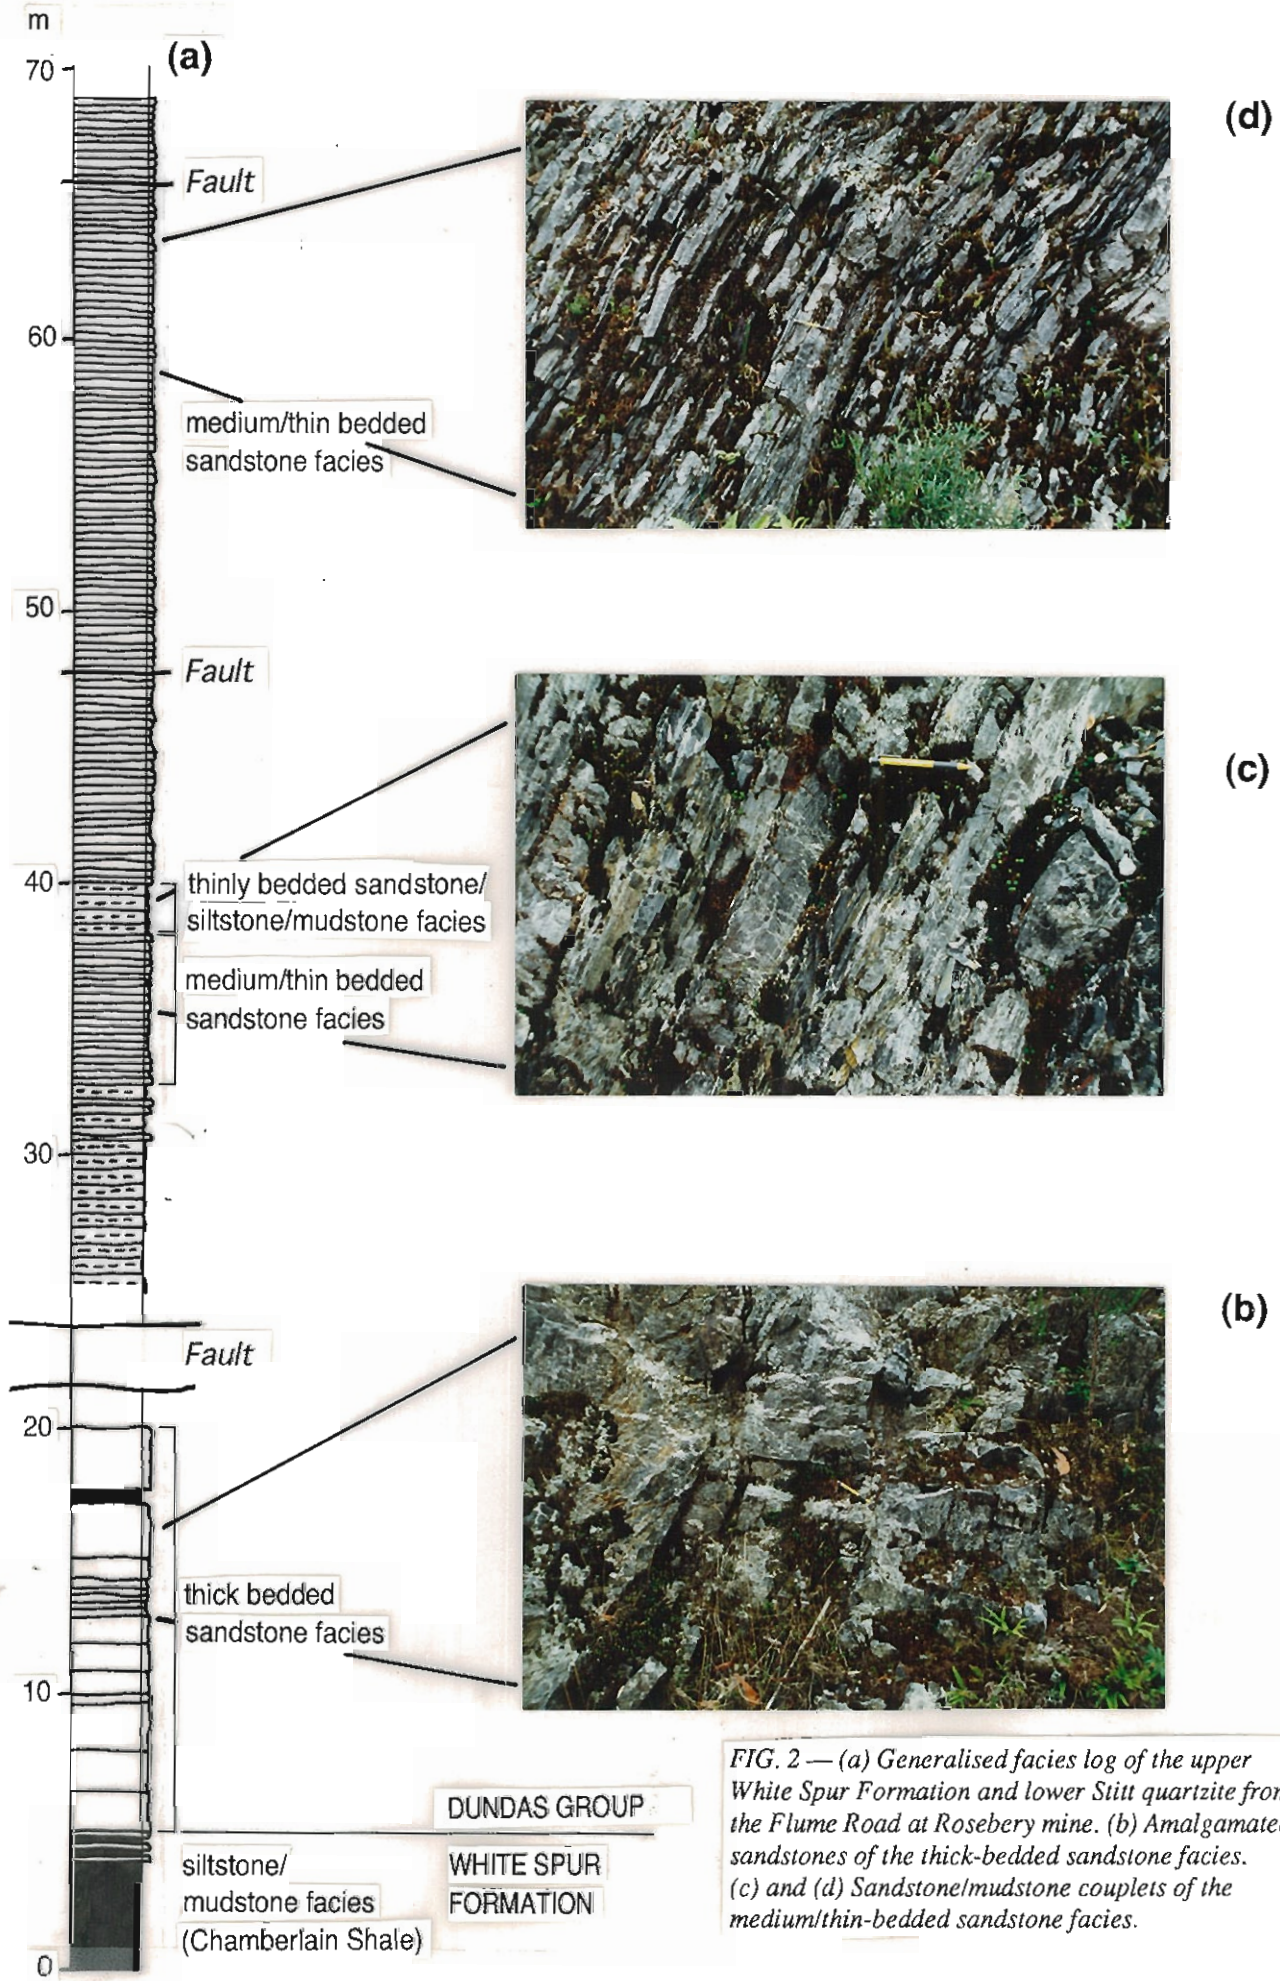 m
(a)
70
(d)
Fault
60
medium/thin bedded
sandstone facies
50
Fault
(c)
40
thinly bedded sandstone/
siltstone/mudstone facies
medium/thin bedded
sandstone facies
30
(b)
Fault
20
thick bedded
sandstone facies
10
DUNDAS GROUP
siltstone/
mudstone facies
(Chamberlain Shale)
WHITE SPUR
FORMATION
0
FIG. 2 — (a) Generalised facies log of the upper
White Spur Formation and lower Stitt quartzite from
the Flume Road at Rosebery mine. (b) Amalgamated
sandstones of the thick-bedded sandstone facies.
(c) and (d) Sandstone/mudstone couplets of the
medium/thin-bedded sandstone facies.